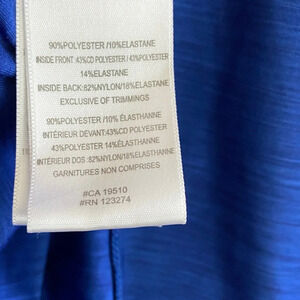 90%POLYESTER /10%ELASTANE
INSIDE FRONT: 43%CD POLYESTER / 43%POLYESTER
14%ELASTANE
INSIDE BACK:82%NYLON/18%ELASTANE
EXCLUSIVE OF TRIMMINGS
90%POLYESTER /10% ÉLASTHANNE
INTÉRIEUR DEVANT:43%CD POLYESTER
43%POLYESTER 14% ÉLASTHANNE
INTÉRIEUR DOS :82%NYLON/18% ÉLASTHANNE
GARNITURES NON COMPRISES
#CA 19510
#RN 123274